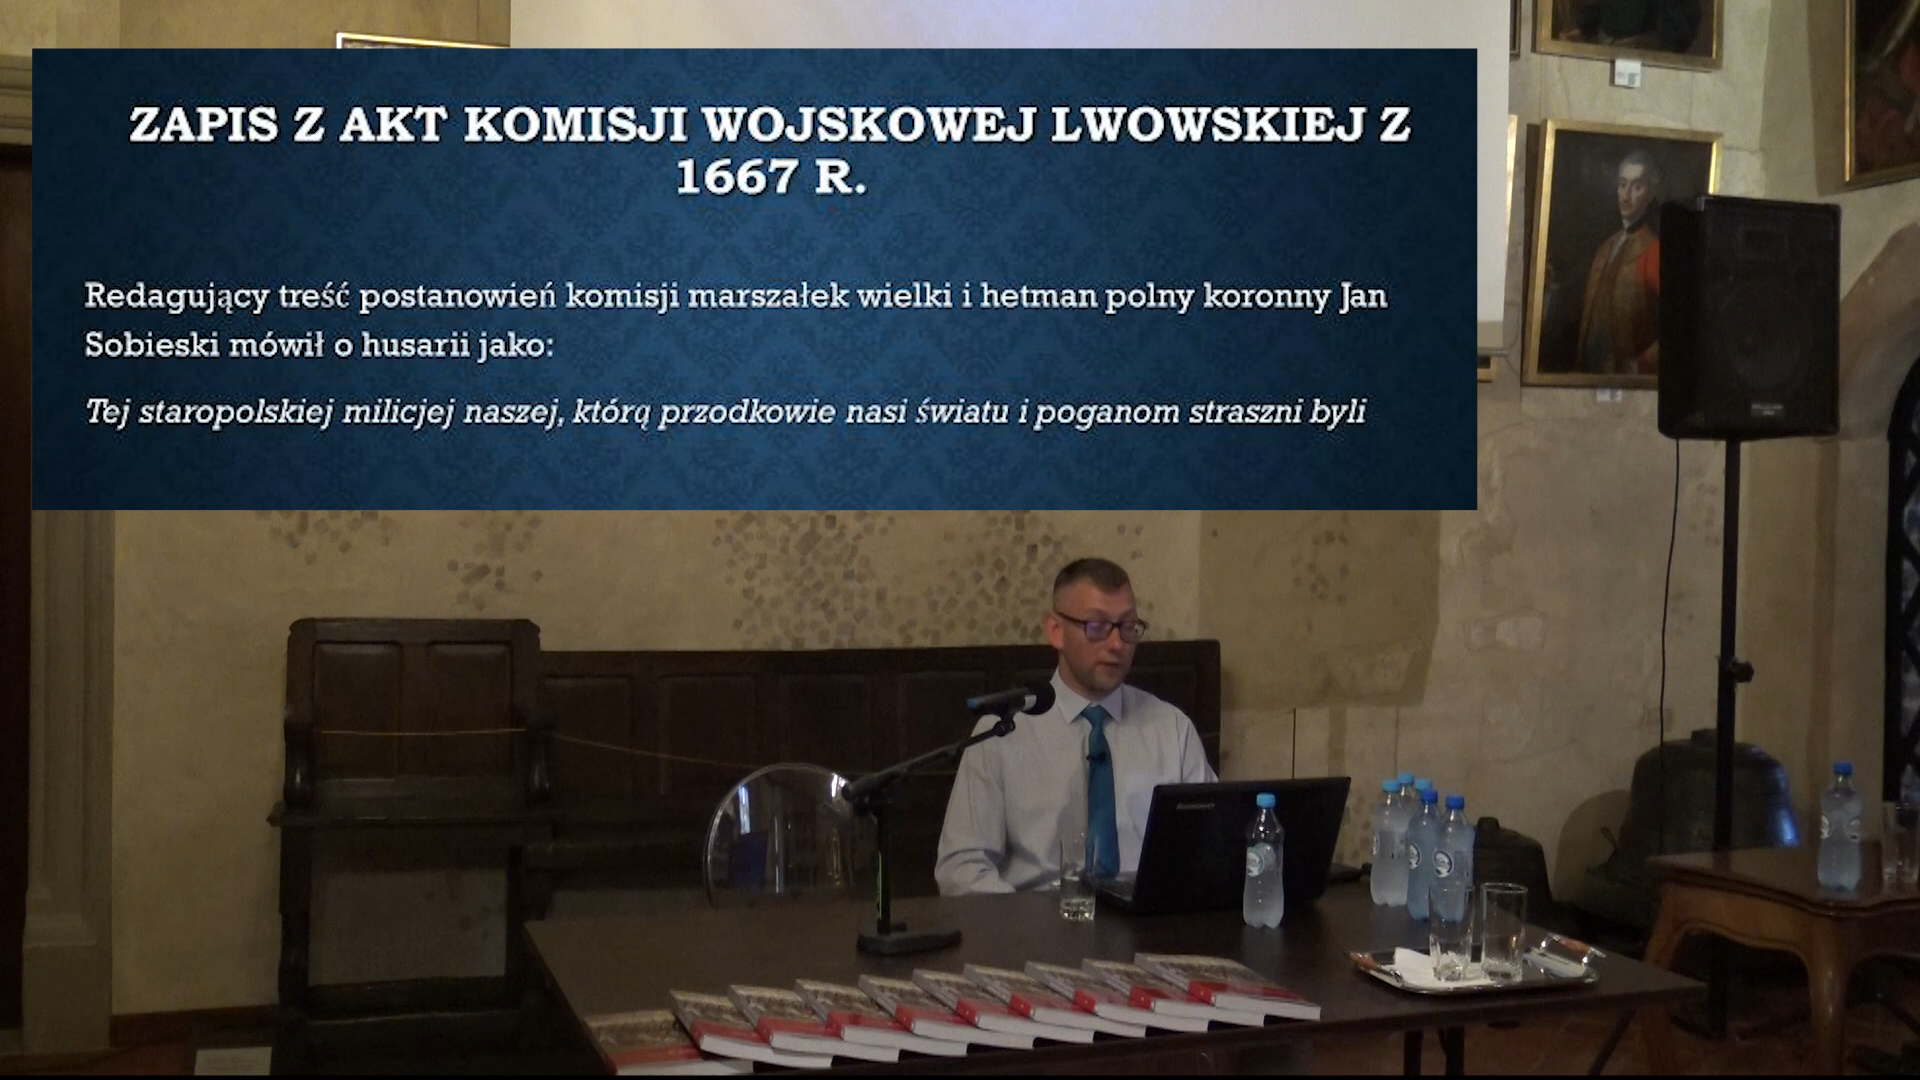 ZAPIS Z AKT KOMISJI WOJSKOWEJ LWOWSKIEJ Z
1667 R.
Redagujący treść postanowień komisji marszałek wielki i hetman polny koronny Jan
Sobieski mówił o husarii jako:
Tej staropolskiej milicjej naszej, którą przodkowie nasi światu i poganom straszni byli
lenovo